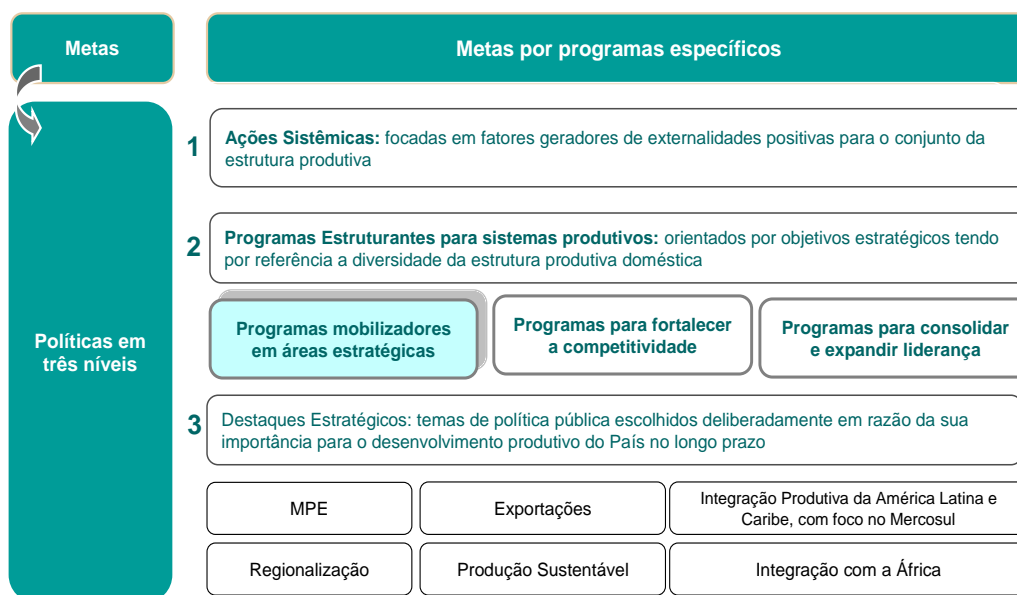 Metas
Metas por programas específicos
1
Ações Sistêmicas: focadas em fatores geradores de externalidades positivas para o conjunto da
estrutura produtiva
2
Programas Estruturantes para sistemas produtivos: orientados por objetivos estratégicos tendo
por referência a diversidade da estrutura produtiva doméstica
Políticas em
três níveis
Programas mobilizadores
em áreas estratégicas
Programas para fortalecer
a competitividade
Programas para consolidar
e expandir liderança
3
Destaques Estratégicos: temas de política pública escolhidos deliberadamente em razão da sua
importância para o desenvolvimento produtivo do País no longo prazo
MPE
Exportações
Integração Produtiva da América Latina e
Caribe, com foco no Mercosul
Regionalização
Produção Sustentável
Integração com a África